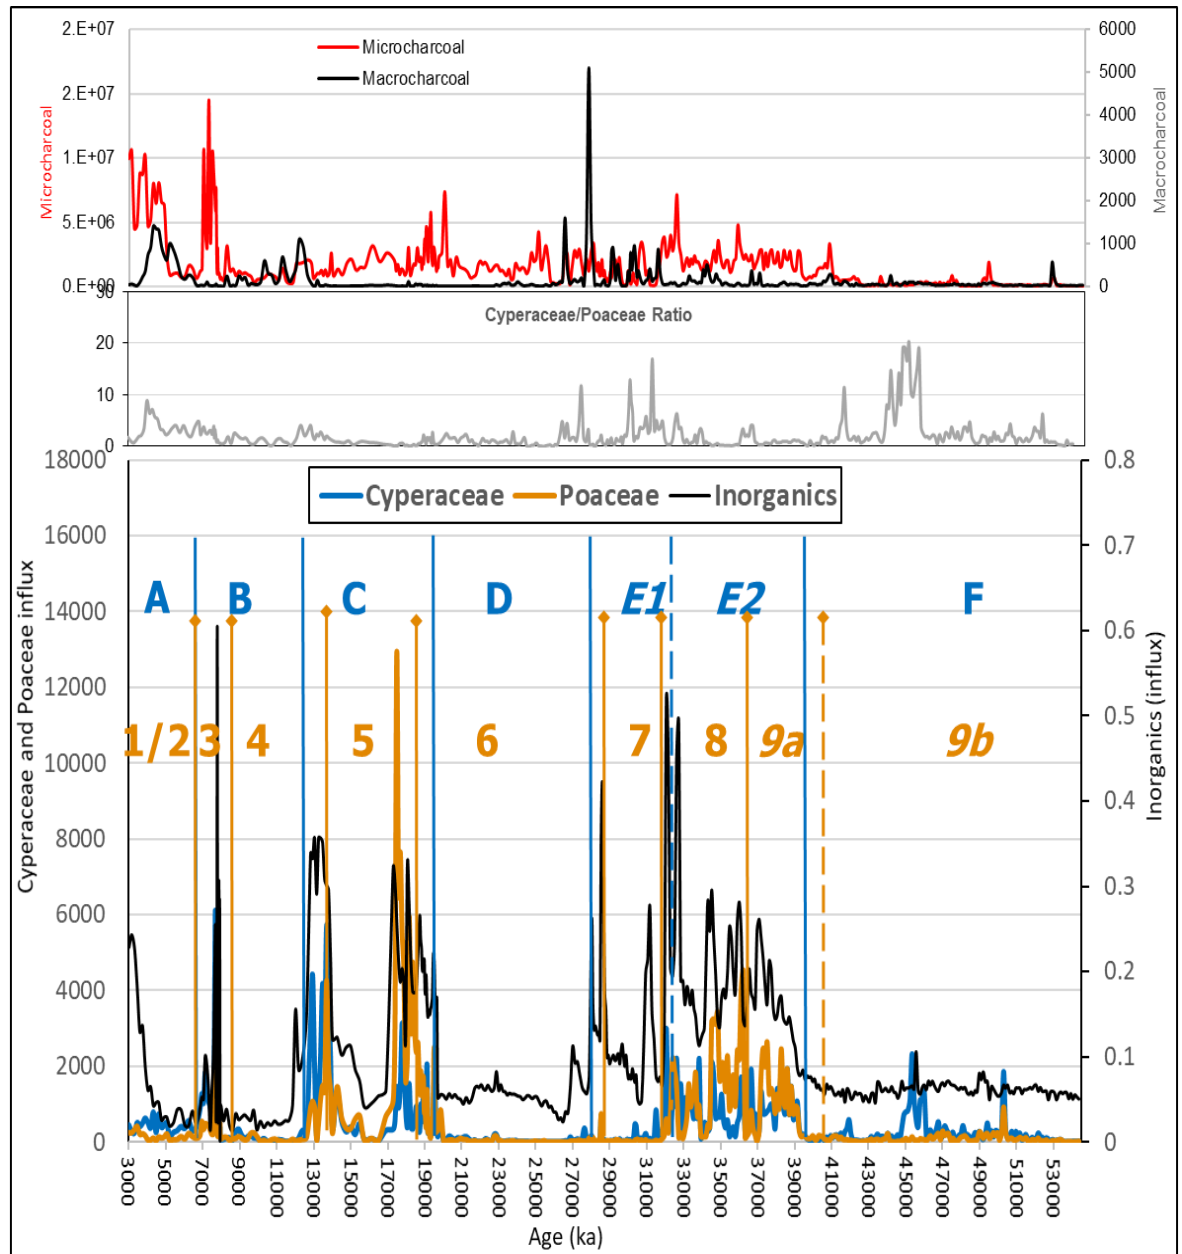 2.E+07
6000
Microcharcoal
Macrocharcoal
5000
2.E+07
4000
1.E+07
3000
2000
5.E+06
1000
0.E+00
0
Microcharcoal
Macrocharcoal
30
Cyperaceae/Poaceae Ratio
20
10
0
18000
0.8
Cyperaceae Poaceae Inorganics
16000
0.7
A B C D E1 E2 F
14000
0.6
12000
0.5
1/2 3 4 5 6 7 8 9a 9b
10000
0.4
8000
0.3
6000
4000
0.2
2000
0.1
0
0
Cyperaceae and Poaceae influx
Inorganics (influx)
3000 5000 7000 9000 11000 13000 15000 17000 19000 21000 23000 25000 27000 29000 31000 33000 35000 37000 39000 41000 43000 45000 47000 49000 51000 53000
Age (ka)